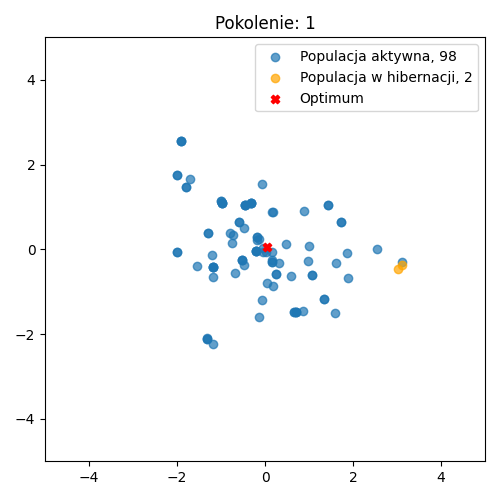 Pokolenie: 1
Populacja aktywna, 98
Populacja w hibernacji, 2
Optimum
4
2
0
−2
−4
−4
−2
0
2
4